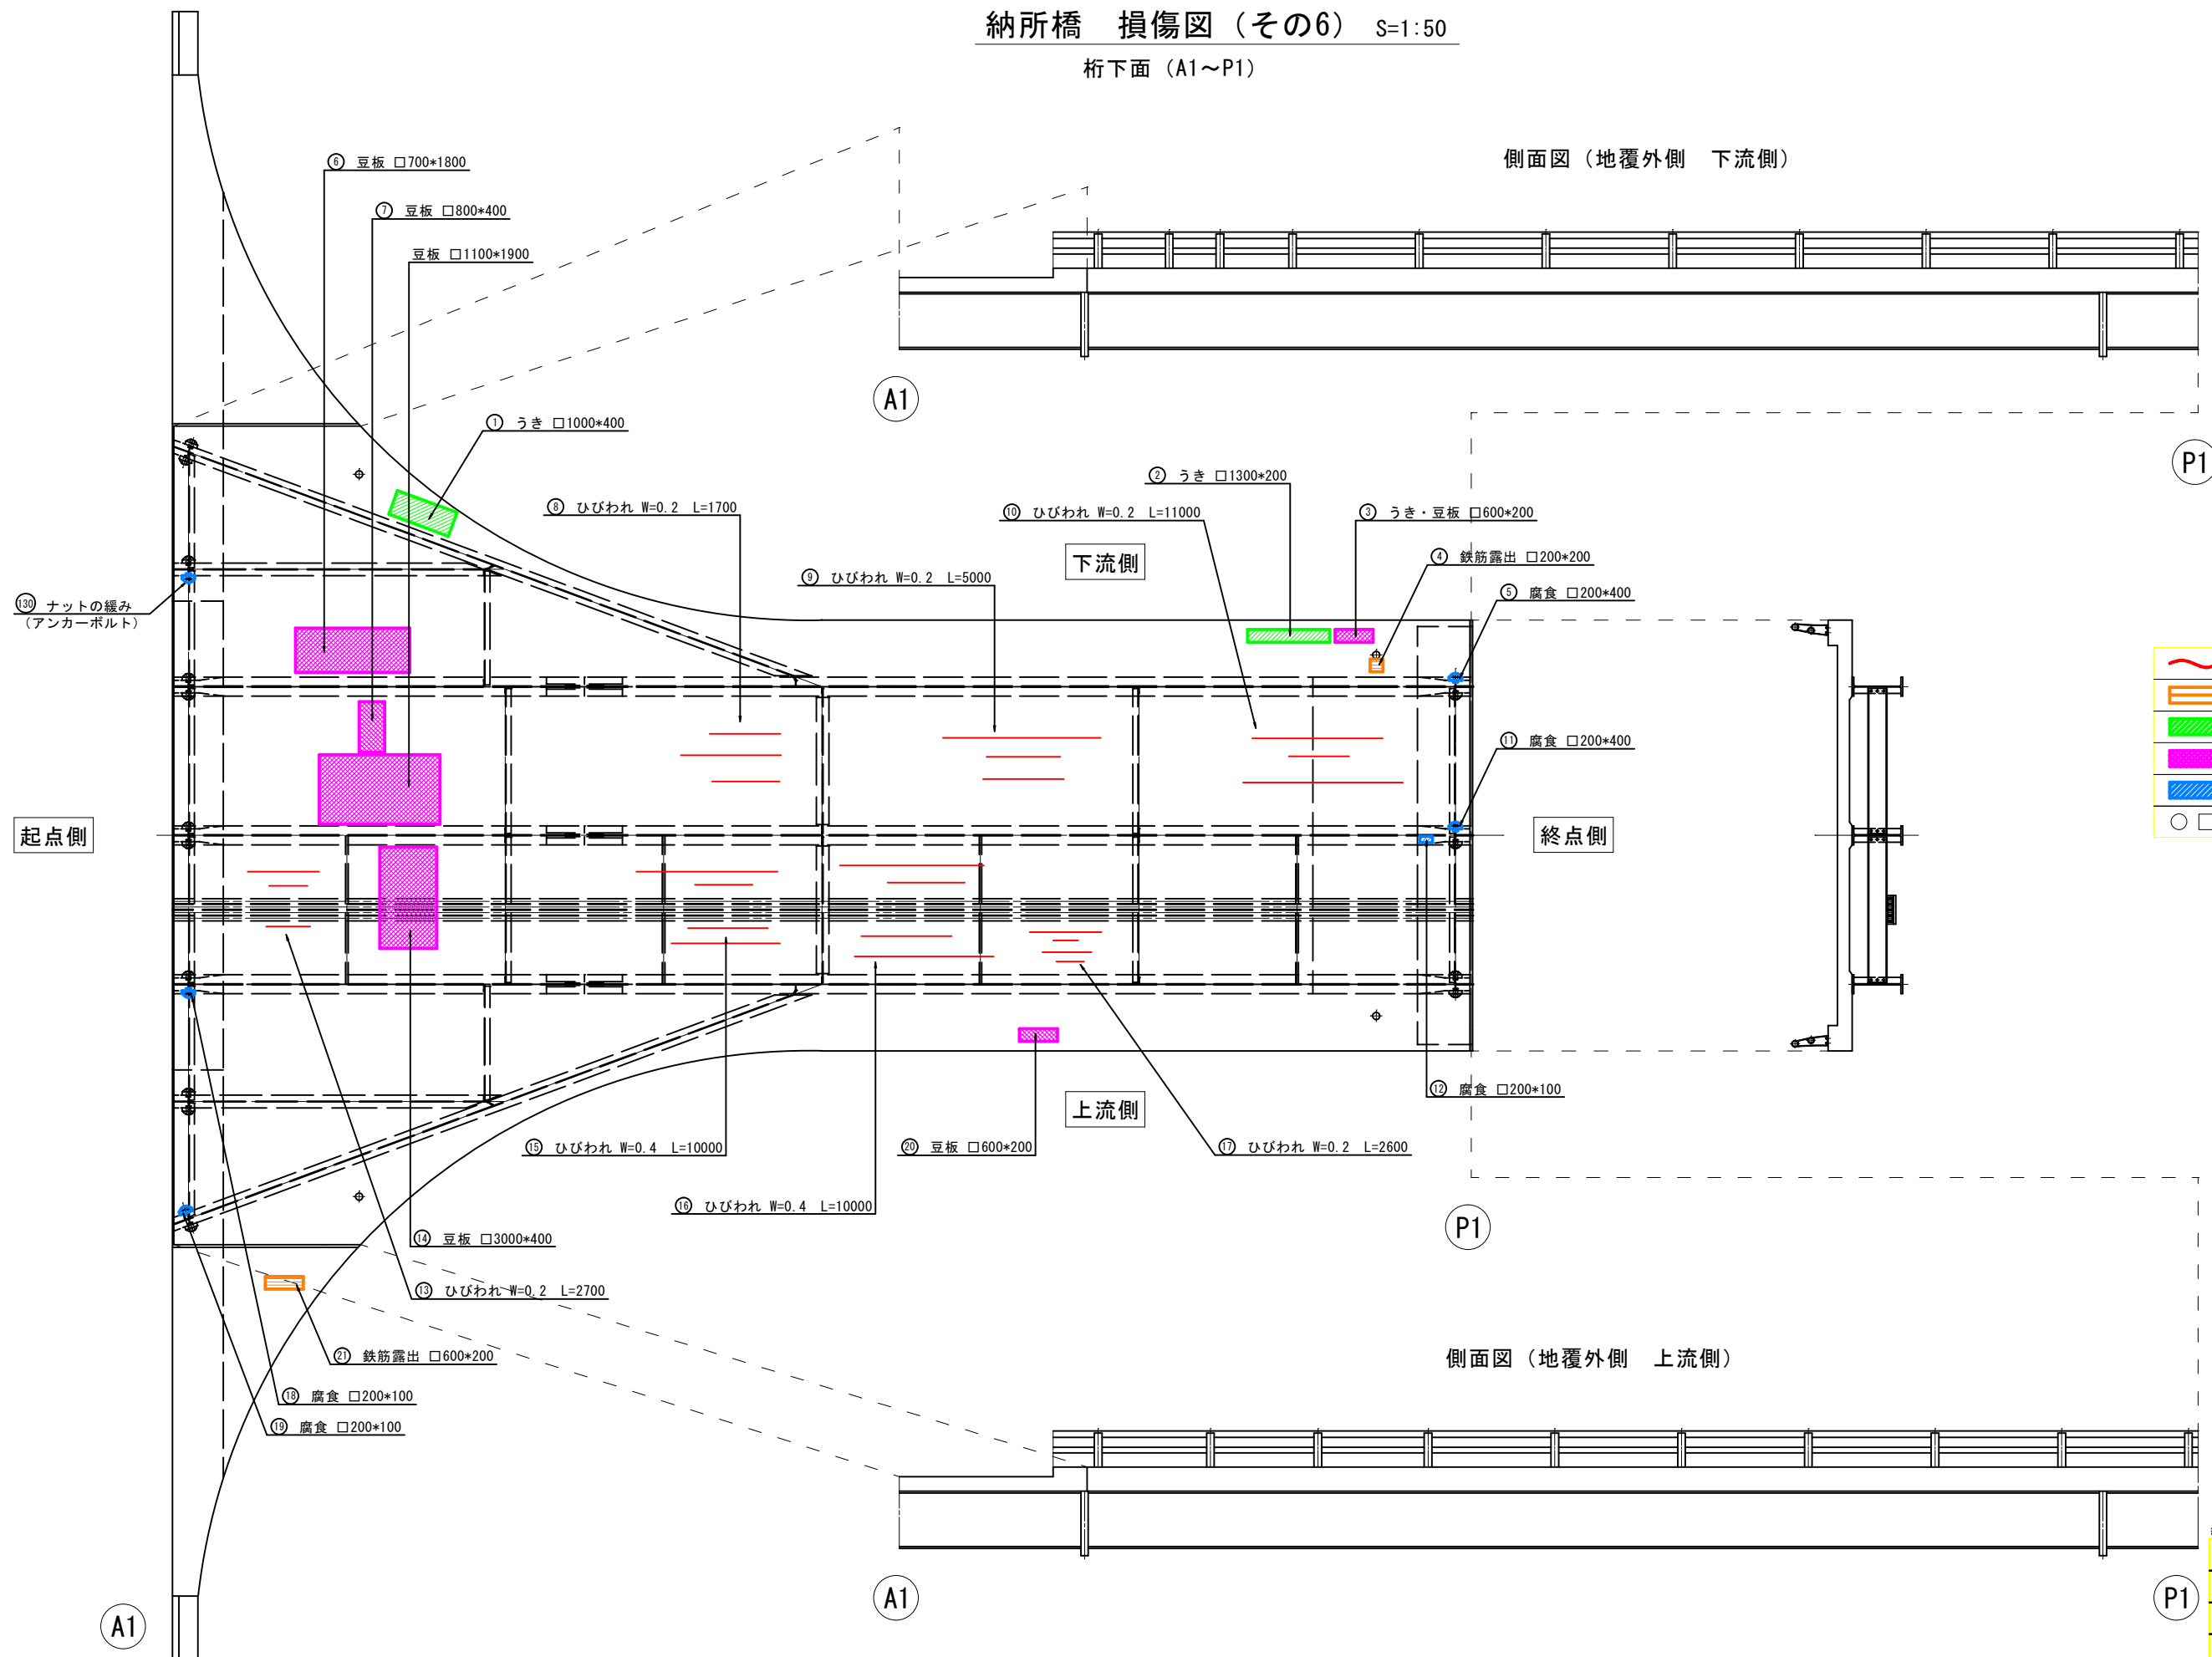 納所橋　損傷図（その6） S=1:50
桁下面（A1～P1）
側面図（地覆外側　下流側）
⑥ 豆板 □700*1800
⑦ 豆板 □800*400
豆板 □1100*1900
A1
P1
① うき □1000*400
② うき □1300*200
⑧ ひびわれ W=0.2 L=1700
⑩ ひびわれ W=0.2 L=11000
③ うき・豆板 □600*200
下流側
④ 鉄筋露出 □200*200
⑨ ひびわれ W=0.2 L=5000
⑤ 腐食 □200*400
130 ナットの緩み
（アンカーボルト）
⑪ 腐食 □200*400
起点側
終点側
○ □
⑫ 腐食 □200*100
上流側
⑮ ひびわれ W=0.4 L=10000
⑳ 豆板 □600*200
⑰ ひびわれ W=0.2 L=2600
⑯ ひびわれ W=0.4 L=10000
P1
⑭ 豆板 □3000*400
⑬ ひびわれ W=0.2 L=2700
㉑ 鉄筋露出 □600*200
側面図（地覆外側　上流側）
⑱ 腐食 □200*100
⑲ 腐食 □200*100
A1
A1
P1